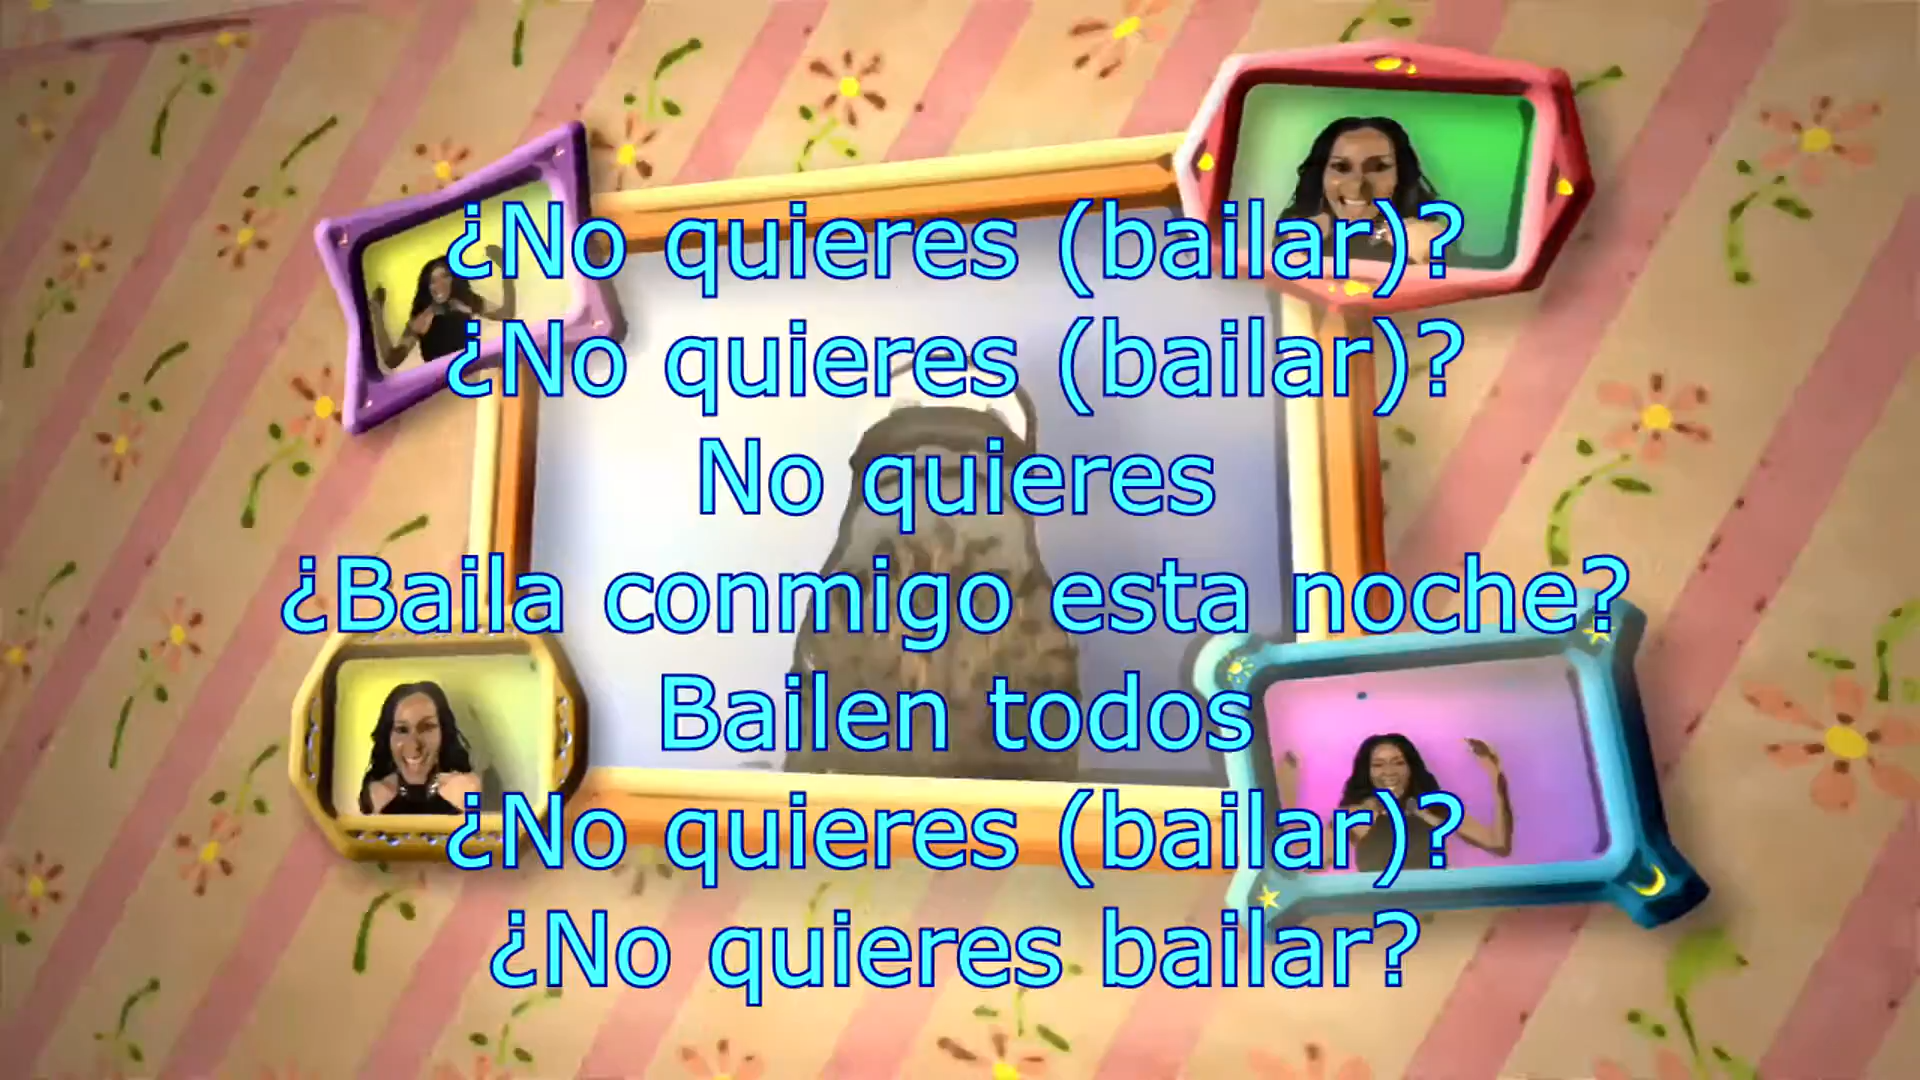 ¿No quieres (bailar)?
¿No quieres (bailar)?
No quieres
¿Baila conmigo esta noche?
Bailen todos
¿No quieres (bailar)?
¿No quieres bailar?